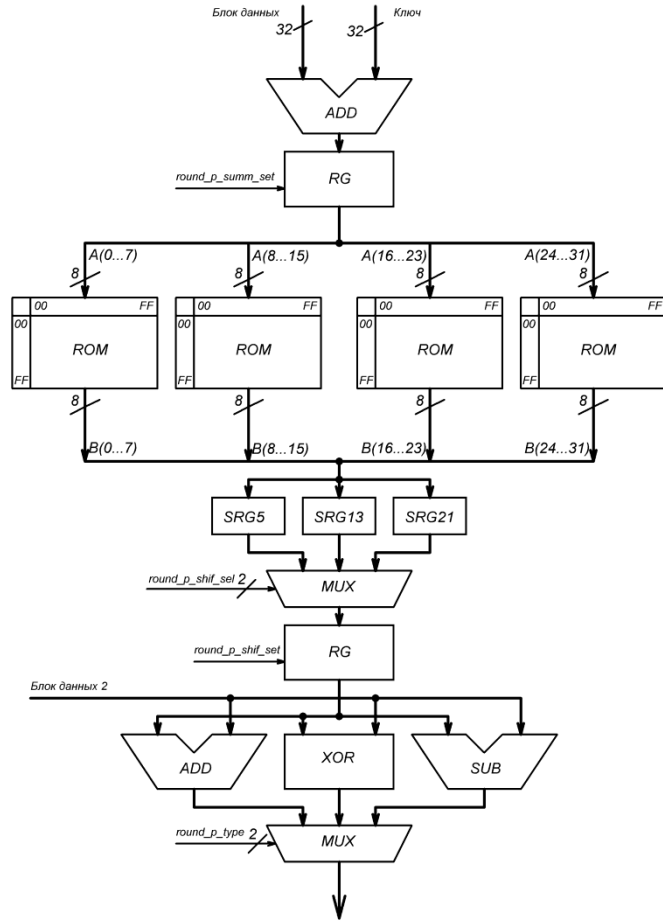 Блок данных
Ключ
32
32
ADD
round_p_summ_set
RG
A(0...7)
A(8...15)
A(16...23)
A(24...31)
8
8
8
8
00 FF
00 FF
00 FF
00 FF
00
00
00
00
ROM
ROM
ROM
ROM
FF
FF
FF
FF
8
8
8
8
B(0...7)
B(8...15)
B(16...23)
B(24...31)
SRG5
SRG13
SRG21
round_p_shif_sel 2
MUX
round_p_shif_set
RG
Блок данных 2
ADD
XOR
SUB
round_p_type 2
MUX